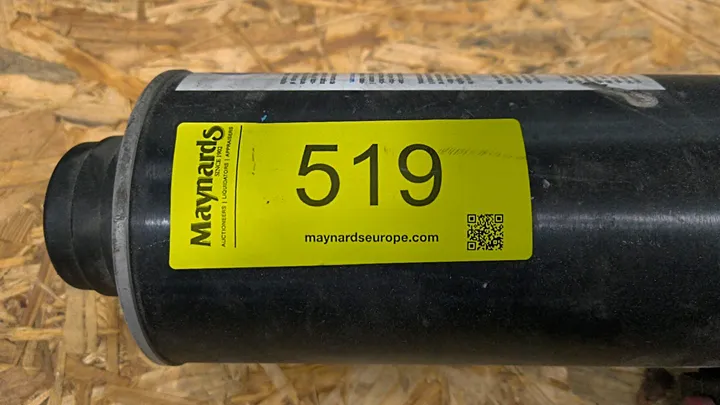 Maynards
SINCE 1902
AUCTIONEERS | LIQUIDATORS | APPRAISERS
519
maynardseurope.com